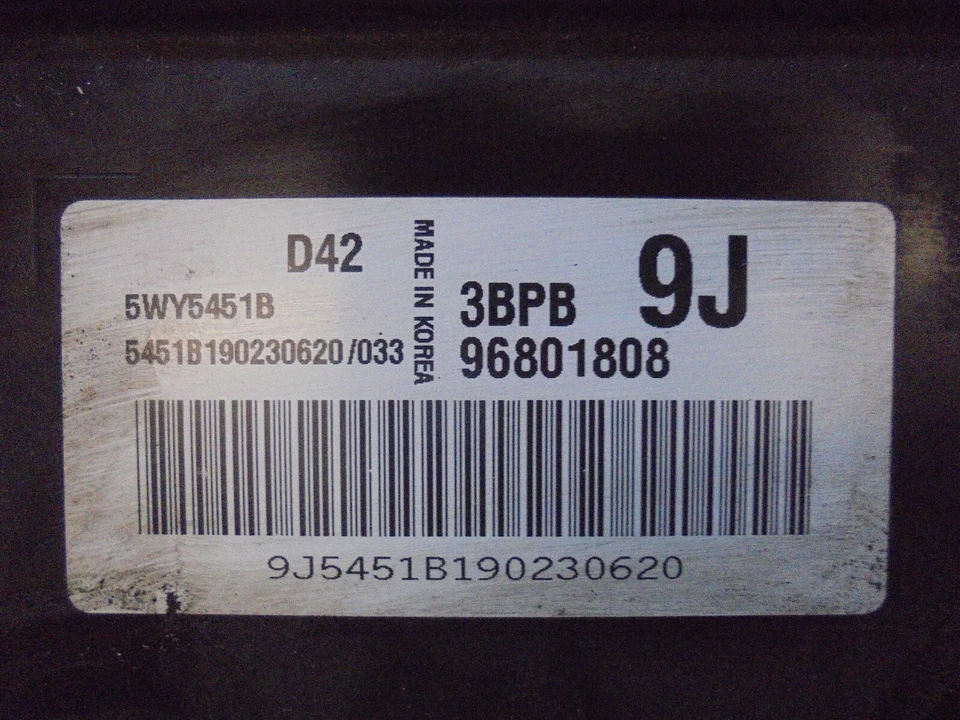 D42
5WY5451B
5451B190230620/033
MADE IN KOREA
3BPB
9J
96801808
9J5451B190230620